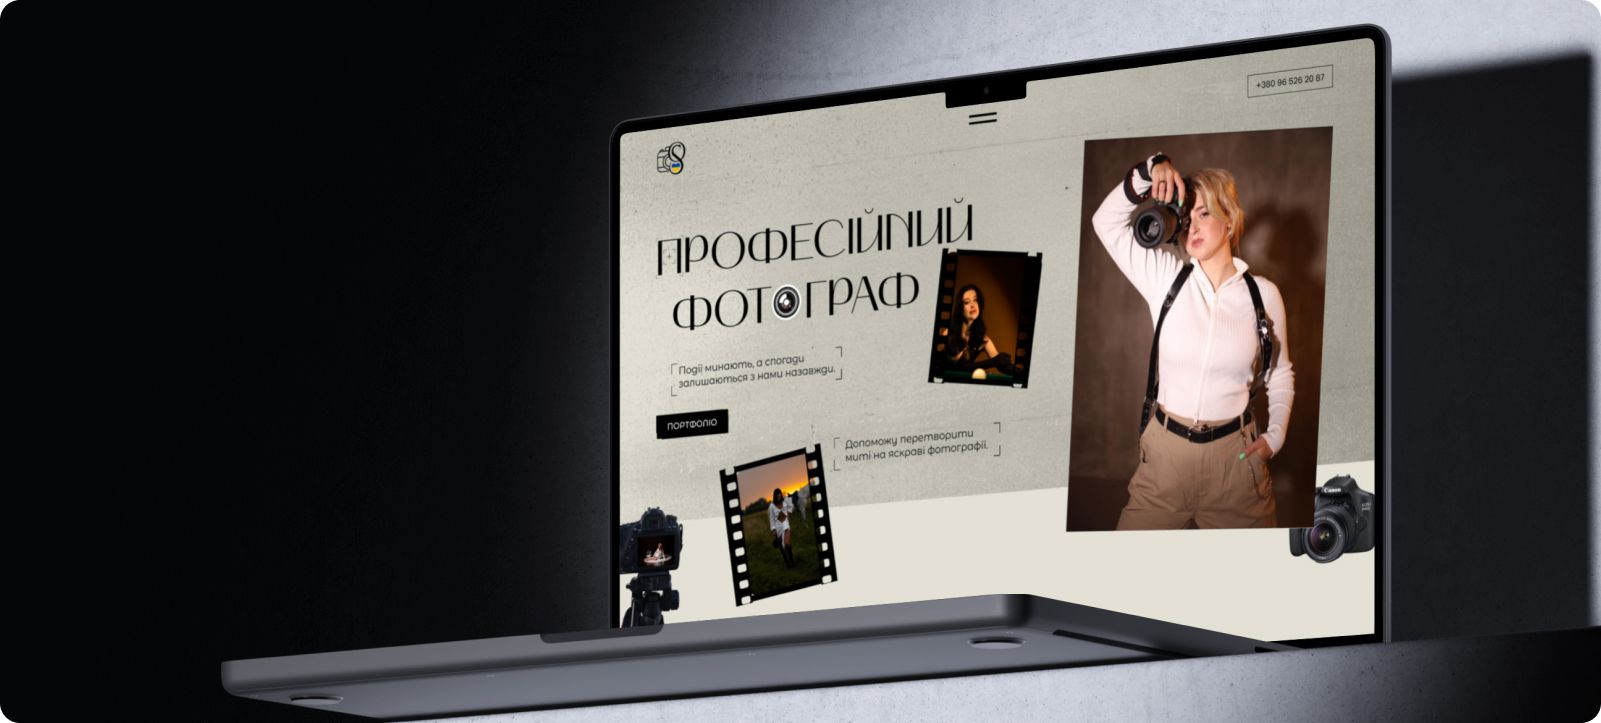 +380 96 526 20 87
ПРОФЕСІЙНИЙ
ФОТОГРАФ
Події минають, а спогади
залишаються з нами назавжди.
ПОРТФОЛІО
Допоможу перетворити
миті на яскраві фотографії.
Canon